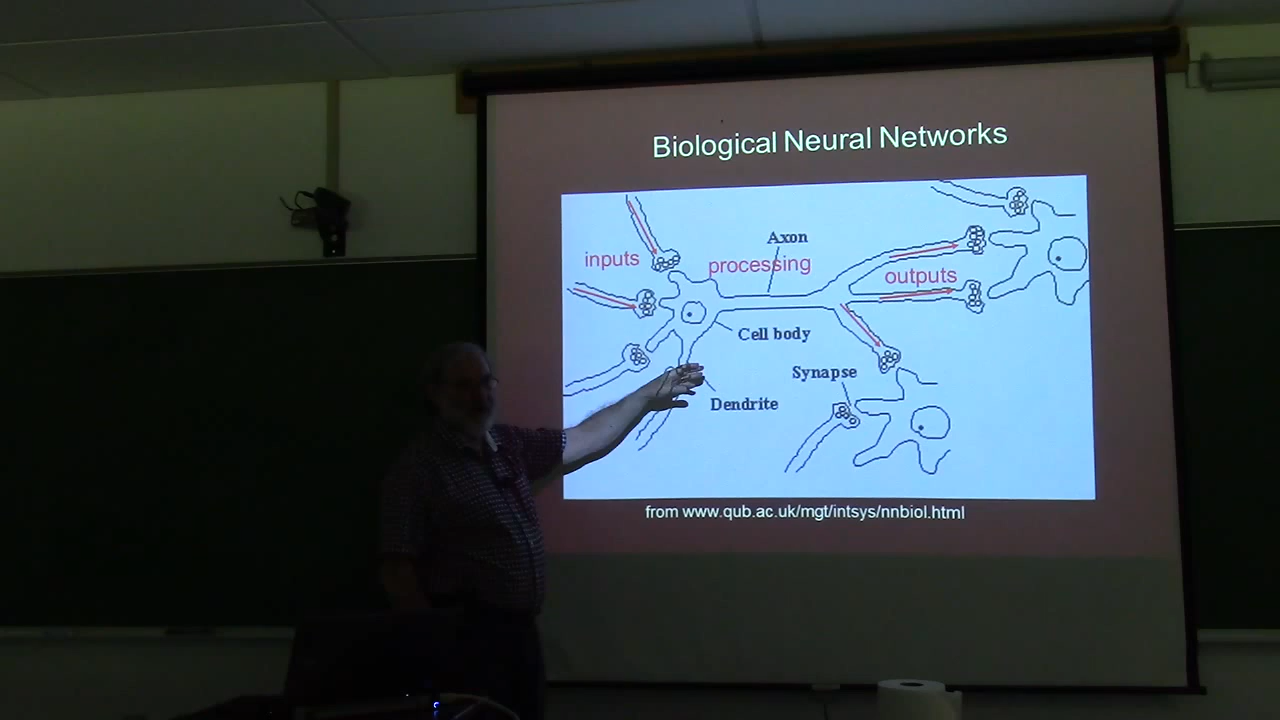 Biological Neural Networks
Axon
inputs
processing
outputs
Cell body
Synapse
Dendrite
from www.qub.ac.uk/mgt/intsys/nnbiol.html